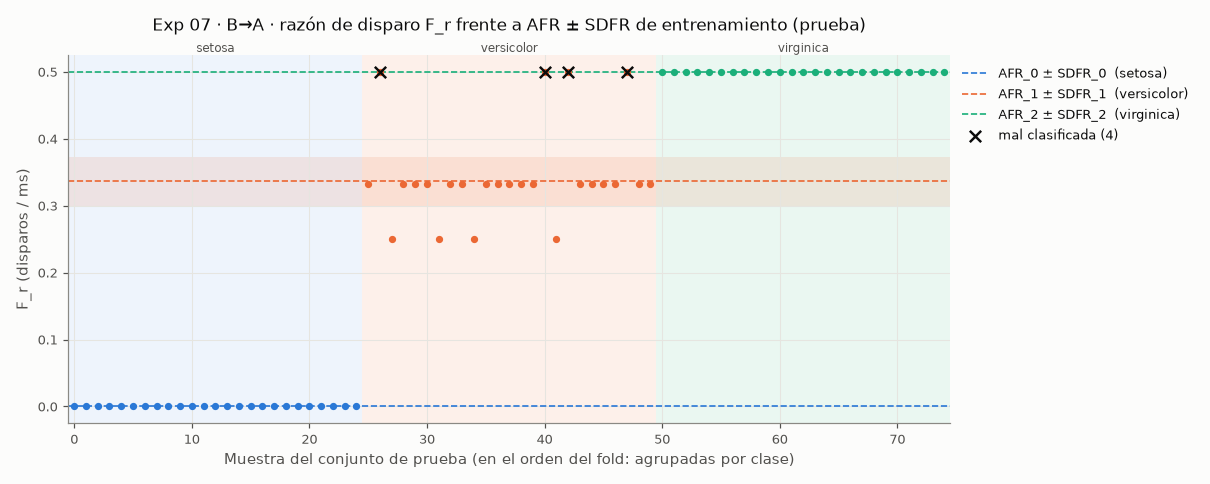 Exp 07 · B→A · razón de disparo F_r frente a AFR ± SDFR de entrenamiento (prueba)
setosa versicolor virginica
0.5
0.4
0.3
0.2
0.1
0.0
F_r (disparos / ms)
0 10 20 30 40 50 60 70
Muestra del conjunto de prueba (en el orden del fold: agrupadas por clase)
AFR_0 ± SDFR_0 (setosa)
AFR_1 ± SDFR_1 (versicolor)
AFR_2 ± SDFR_2 (virginica)
mal clasificada (4)